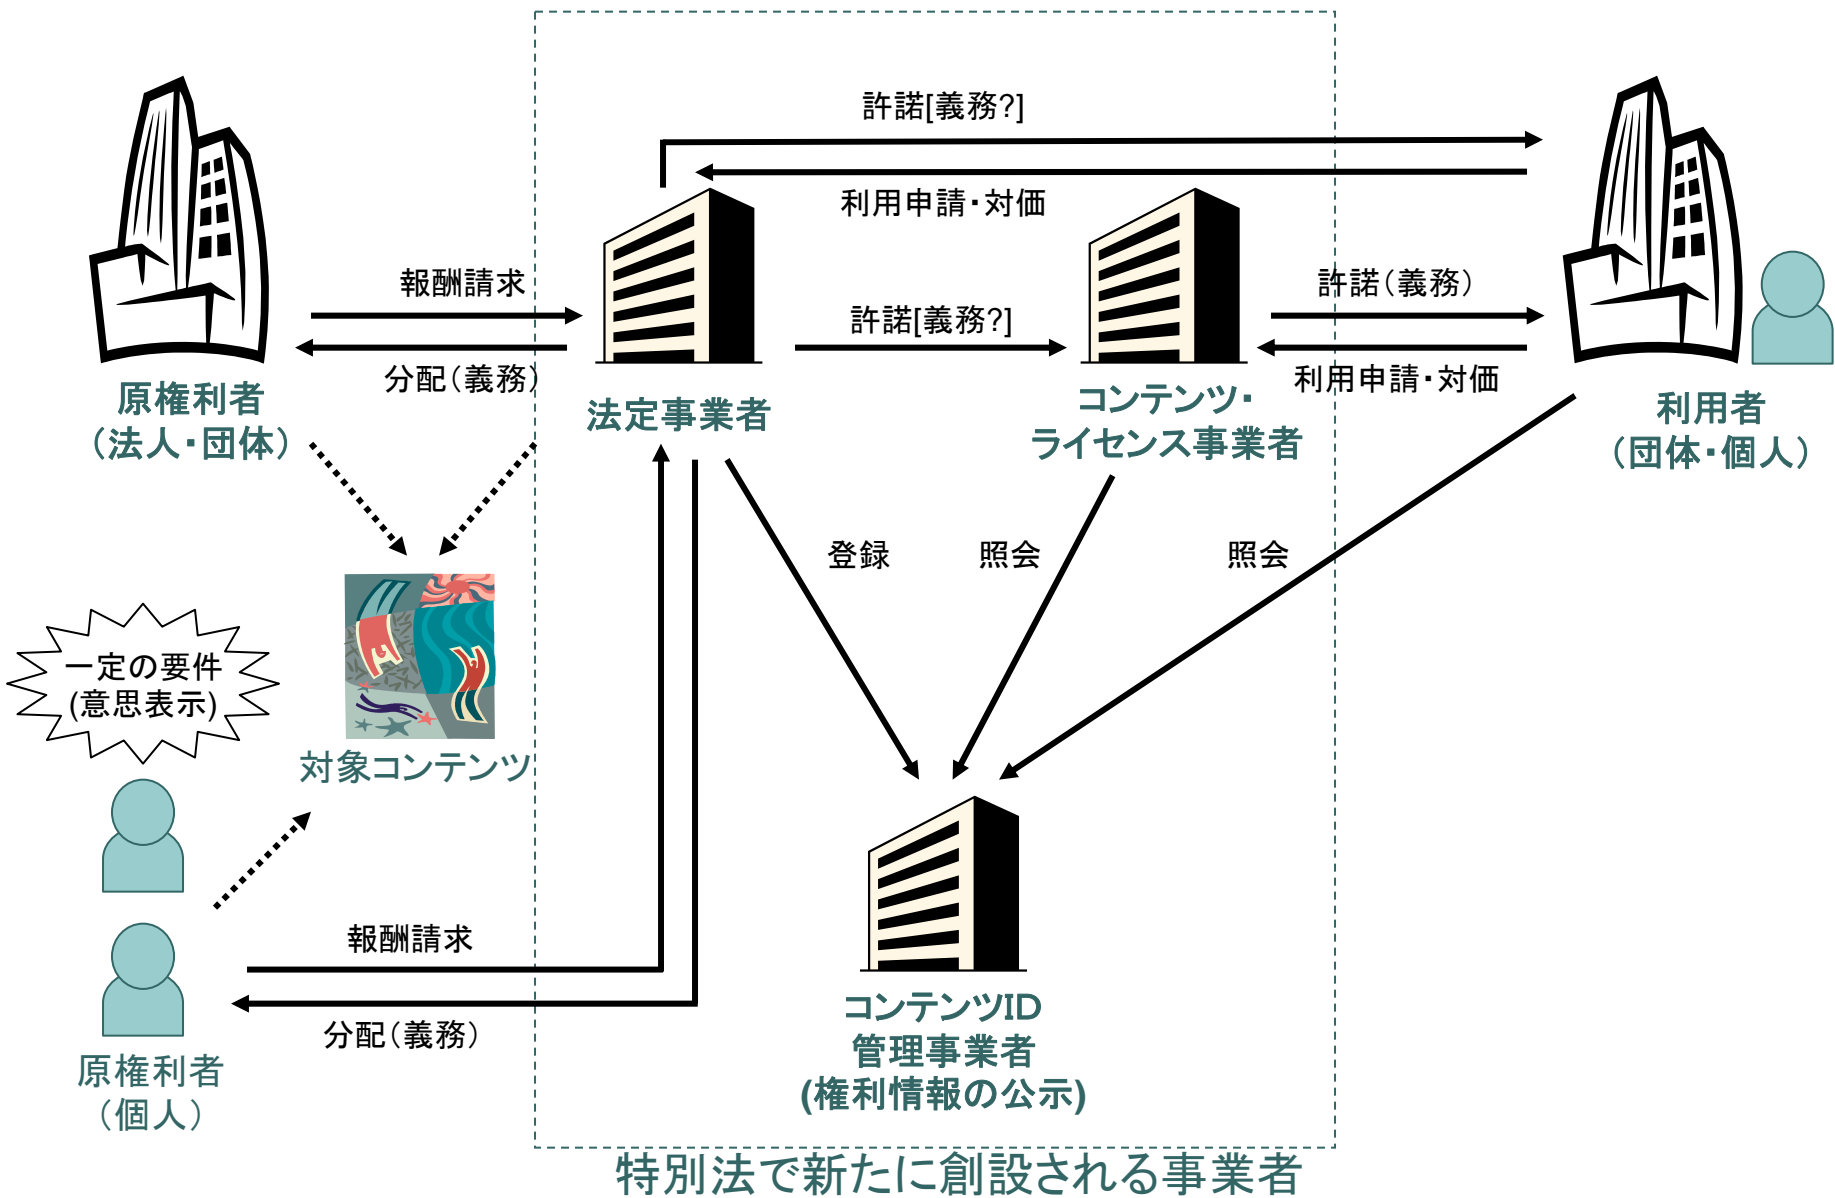 許諾[義務?]
利用申請・対価
報酬請求
分配（義務）
許諾[義務?]
許諾（義務）
利用申請・対価
原権利者
（法人・団体）
法定事業者
コンテンツ・
ライセンス事業者
利用者
（団体・個人）
登録
照会
照会
一定の要件
(意思表示)
対象コンテンツ
報酬請求
分配（義務）
原権利者
（個人）
コンテンツID
管理事業者
(権利情報の公示)
特別法で新たに創設される事業者